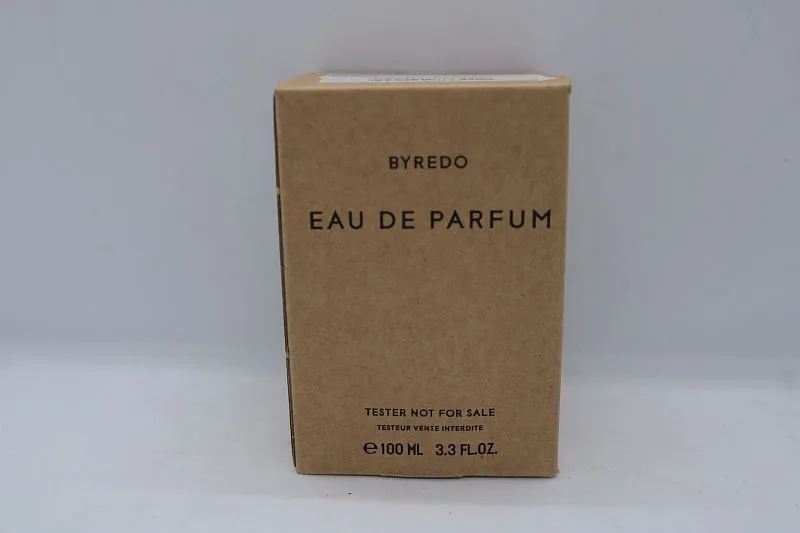 BYREDO
EAU DE PARFUM
TESTER NOT FOR SALE
TESTEUR VENTE INTERDITE
℮100 ML 3.3 FL.OZ.